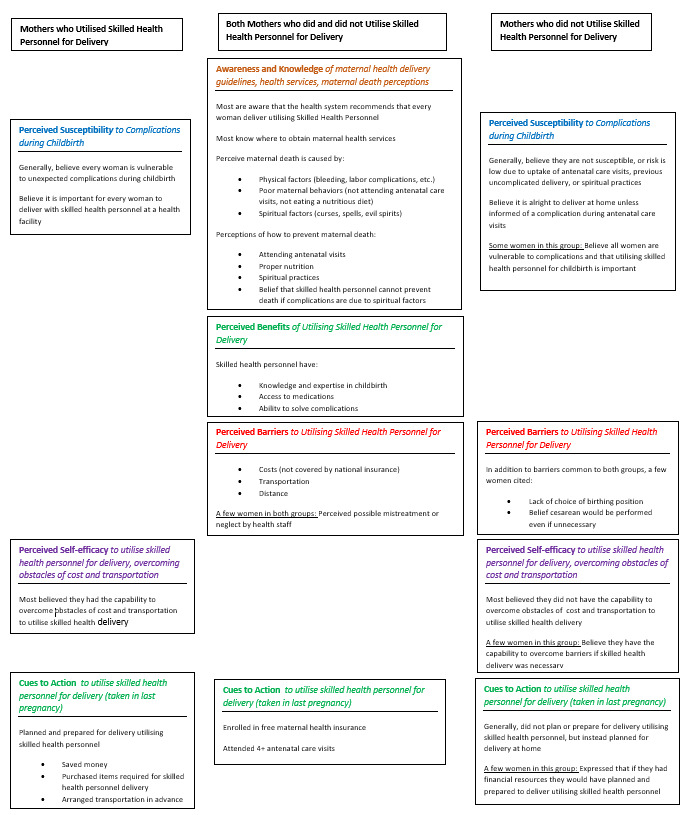 Mothers who Utilised Skilled Health
Personnel for Delivery
Both Mothers who did and did not Utilise Skilled
Health Personnel for Delivery
Mothers who did not Utilise Skilled
Health Personnel for Delivery
Awareness and Knowledge of maternal health delivery
guidelines, health services, maternal death perceptions
Most are aware that the health system recommends that every
woman deliver utilising Skilled Health Personnel
Most know where to obtain maternal health services
Perceive maternal death is caused by:
• Physical factors (bleeding, labor complications, etc.)
• Poor maternal behaviors (not attending antenatal care
visits, not eating a nutritious diet)
• Spiritual factors (curses, spells, evil spirits)
Perceptions of how to prevent maternal death:
• Attending antenatal visits
• Proper nutrition
• Spiritual practices
• Belief that skilled health personnel cannot prevent
death if complications are due to spiritual factors
Perceived Susceptibility to Complications
during Childbirth
Generally, believe every woman is vulnerable
to unexpected complications during childbirth
Believe it is important for every woman to
deliver with skilled health personnel at a health
facility
Perceived Susceptibility to Complications
during Childbirth
Generally, believe they are not susceptible, or risk is
low due to uptake of antenatal care visits, previous
uncomplicated delivery, or spiritual practices
Believe it is alright to deliver at home unless
informed of a complication during antenatal care
visits
Some women in this group: Believe all women are
vulnerable to complications and that utilising skilled
health personnel for childbirth is important
Perceived Benefits of Utilising Skilled Health Personnel for
Delivery
Skilled health personnel have:
• Knowledge and expertise in childbirth
• Access to medications
• Ability to solve complications
Perceived Barriers to Utilising Skilled Health Personnel for
Delivery
• Costs (not covered by national insurance)
• Transportation
• Distance
A few women in both groups: Perceived possible mistreatment or
neglect by health staff
Perceived Barriers to Utilising Skilled Health
Personnel for Delivery
In addition to barriers common to both groups, a few
women cited:
• Lack of choice of birthing position
• Belief cesarean would be performed
even if unnecessary
Perceived Self-efficacy to utilise skilled
health personnel for delivery, overcoming
obstacles of cost and transportation
Most believed they had the capability to
overcome obstacles of cost and transportation
to utilise skilled health delivery
Perceived Self-efficacy to utilise skilled health
personnel for delivery, overcoming obstacles of
cost and transportation
Most believed they did not have the capability to
overcome obstacles of cost and transportation to
utilise skilled health delivery
A few women in this group: Believe they have the
capability to overcome barriers if skilled health
delivery was necessary
Cues to Action to utilise skilled health
personnel for delivery (taken in last
pregnancy)
Planned and prepared for delivery utilising
skilled health personnel
• Saved money
• Purchased items required for skilled
health personnel delivery
• Arranged transportation in advance
Cues to Action to utilise skilled health personnel for
delivery (taken in last pregnancy)
Enrolled in free maternal health insurance
Attended 4+ antenatal care visits
Cues to Action to utilise skilled health
personnel for delivery (taken in last pregnancy)
Generally, did not plan or prepare for delivery utilising
skilled health personnel, but instead planned for
delivery at home
A few women in this group: Expressed that if they had
financial resources they would have planned and
prepared to deliver utilising skilled health personnel